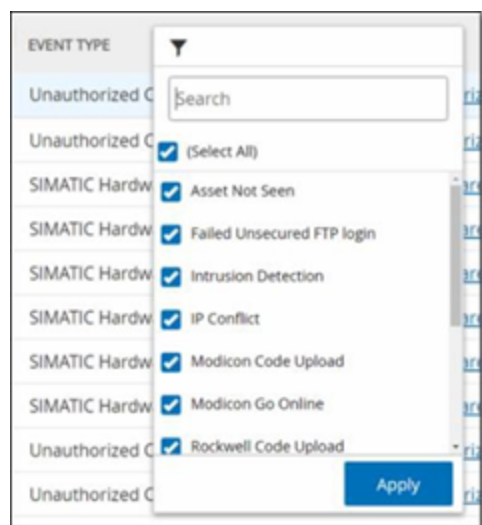 EVENT TYPE
Unauthorized C
Search
Unauthorized C
(Select All)
SIMATIC Hardw
Asset Not Seen
SIMATIC Hardw
Failed Unsecured FTP login
SIMATIC Hardw
Intrusion Detection
SIMATIC Hardw
IP Conflict
SIMATIC Hardw
Modicon Code Upload
SIMATIC Hardw
Modicon Go Online
SIMATIC Hardw
Rockwell Code Upload
Unauthorized C
Apply
Unauthorized C